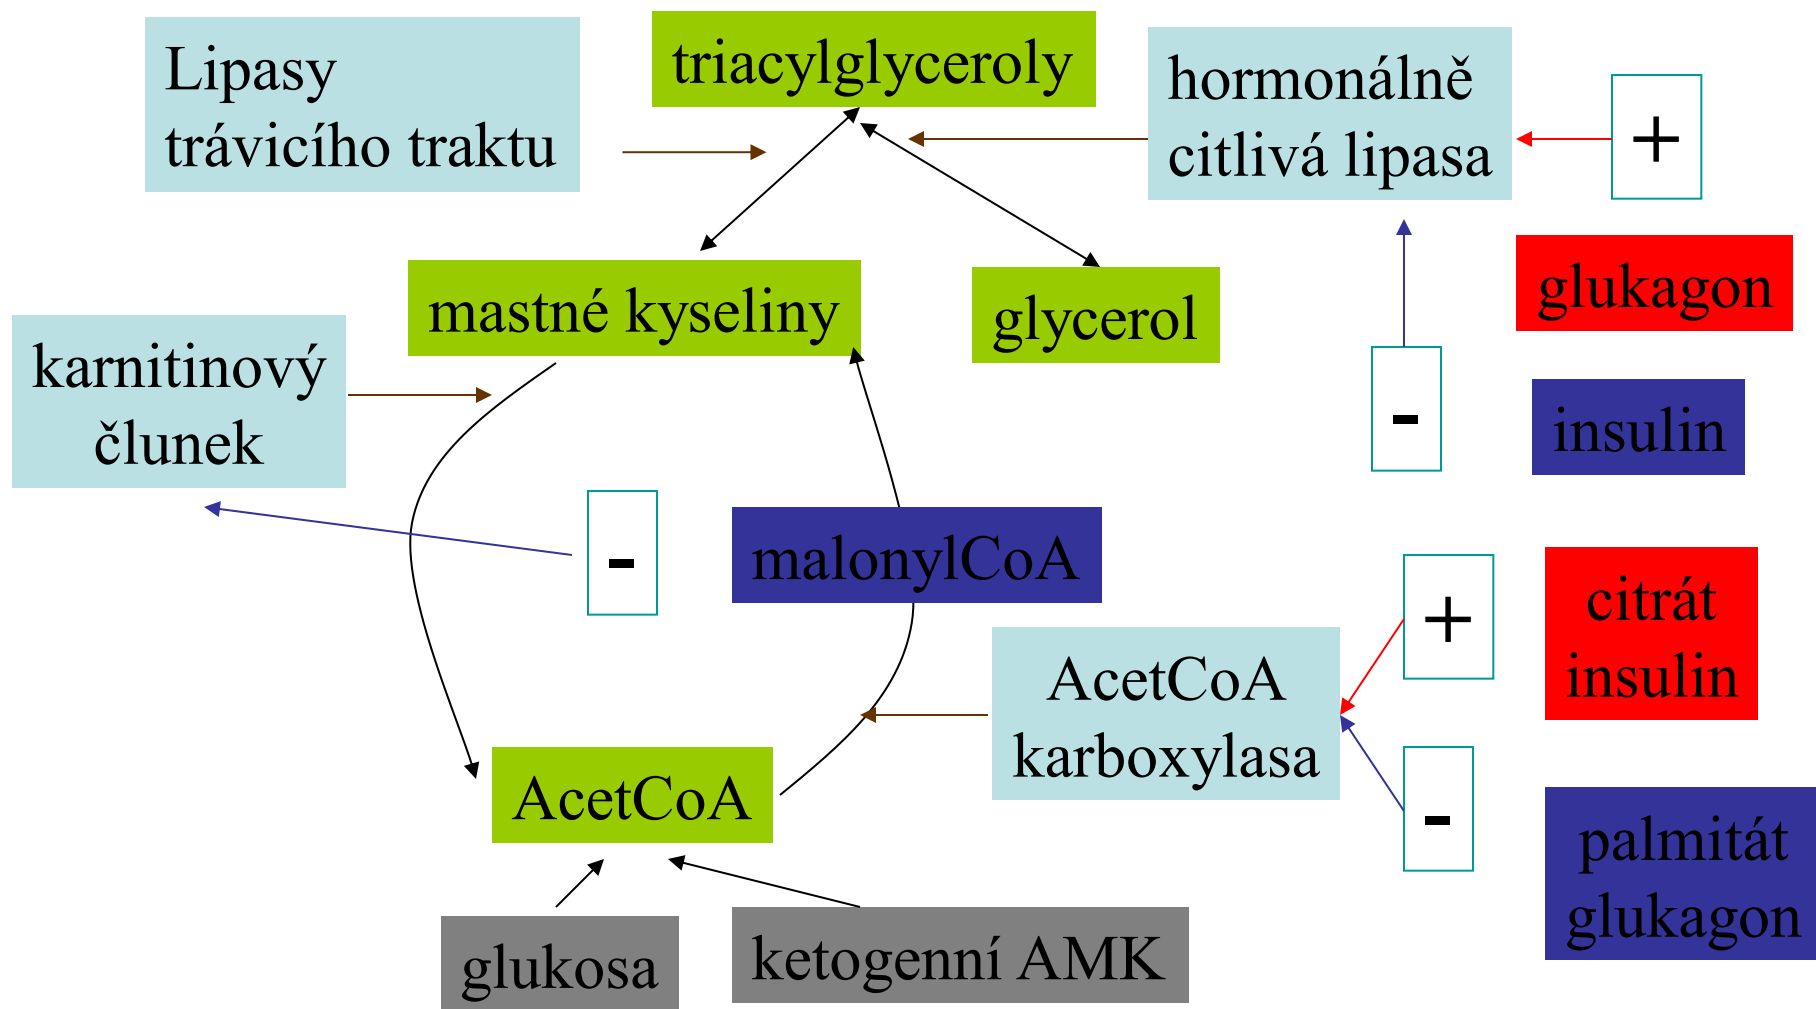 Lipasy
trávicího traktu
triacylglyceroly
hormonálně
citlivá lipasa
+
glukagon
mastné kyseliny
glycerol
karnitinový
člunek
-
insulin
-
malonylCoA
+
citrát
insulin
AcetCoA
karboxylasa
AcetCoA
-
palmitát
glukagon
glukosa
ketogenní AMK